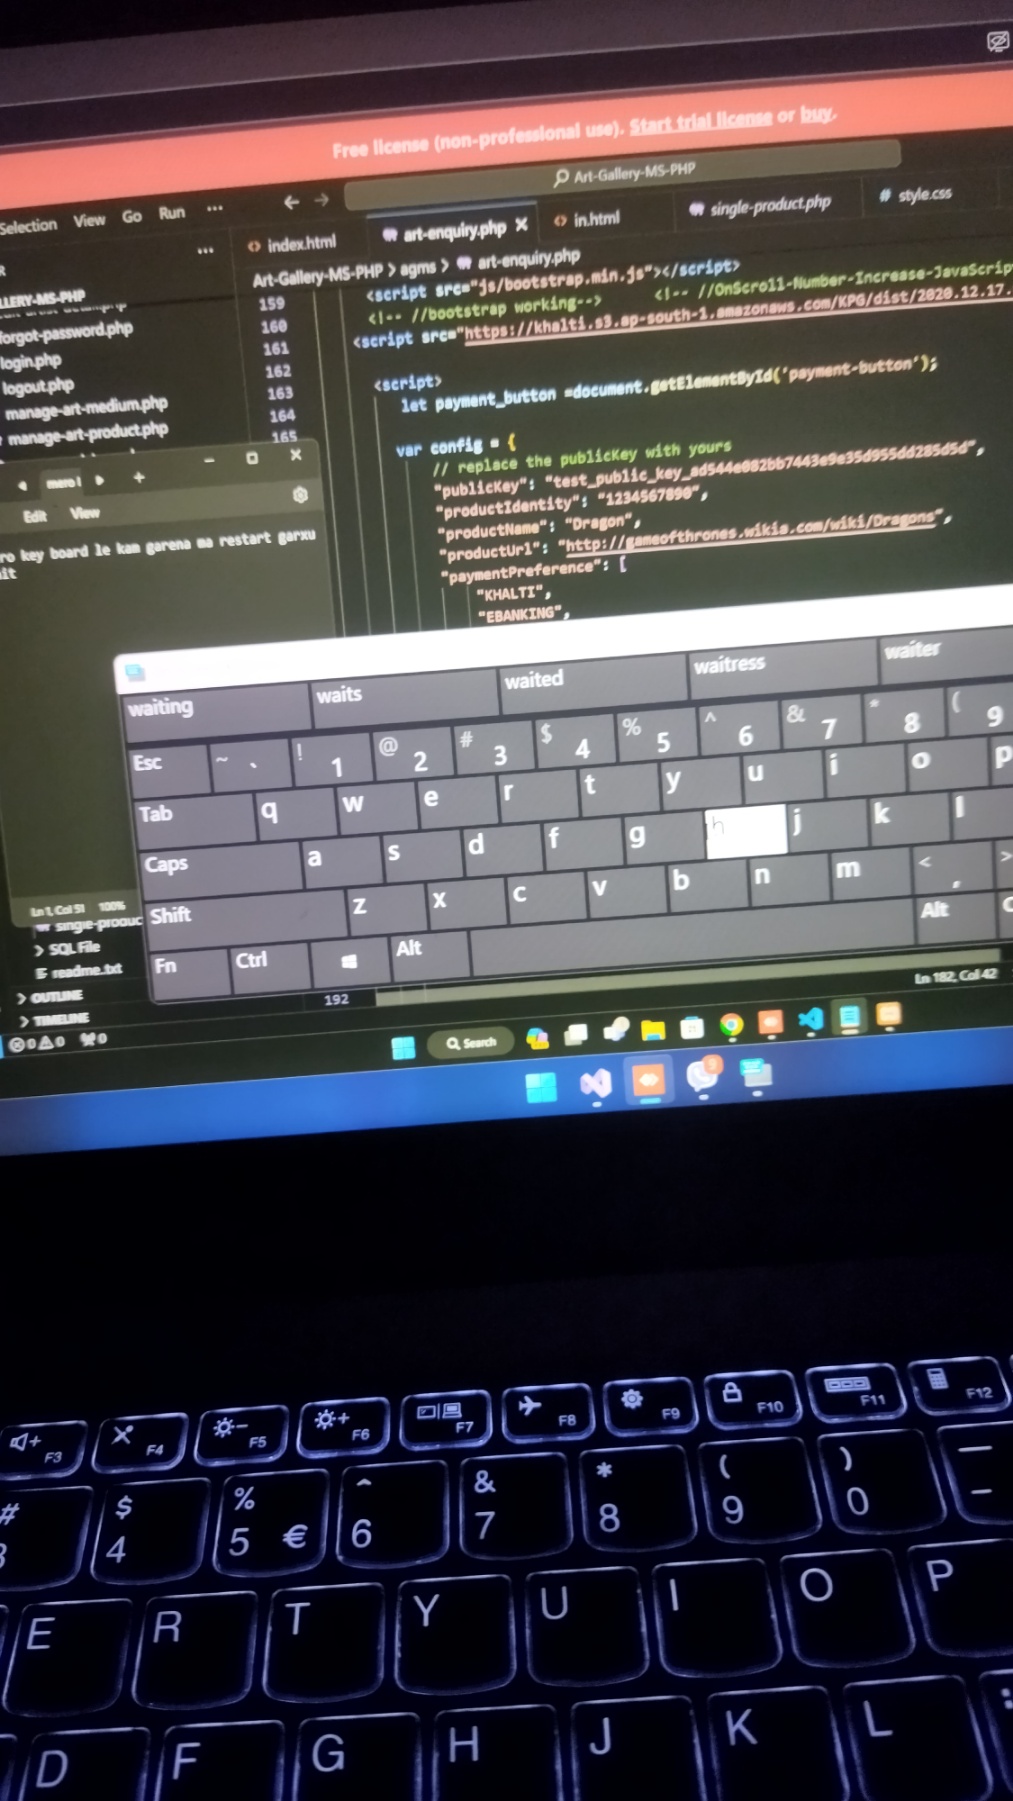 Free license (non-professional use). Start trial license or buy.
Art-Gallery-MS-PHP
Selection View Go Run ...
index.html
art-enquiry.php
in.html
single-product.php
# style.css
Art-Gallery-MS-PHP > agms > art-enquiry.php
LLERY-MS-PHP
forgot-password.php
login.php
logout.php
manage-art-medium.php
manage-art-product.php
159 <script src="js/bootstrap.min.js"></script>
160 <!-- //bootstrap working--> <!-- //OnScroll-Number-Increase-JavaScrip
161 <script src="https://khalti.s3.ap-south-1.amazonaws.com/KPG/dist/2020.12.17.
162
163 <script>
164 let payment_button =document.getElementById('payment-button');
165
var config = {
// replace the publicKey with yours
"publicKey": "test_public_key_ad544e082bb7443e9e35d955dd285d5d",
"productIdentity": "1234567890",
"productName": "Dragon",
"productUrl": "http://gameofthrones.wikia.com/wiki/Dragons",
"paymentPreference": [
"KHALTI",
"EBANKING",
mero l
Edit View
ro key board le kam garena ma restart garxu
it
waiting waits waited waitress waiter
Esc ~ ` ! 1 @ 2 # 3 $ 4 % 5 ^ 6 & 7 * 8 ( 9
Tab q w e r t y u i o p
Caps a s d f g h j k l
Shift z x c v b n m < , >
Fn Ctrl Alt Alt
Ln 1, Col 51 100%
SQL File
readme.txt
OUTLINE
TIMELINE
192
Ln 182, Col 42
0 0 0
Search
F3 F4 F5 F6 F7 F8 F9 F10 F11 F12
# $ 4 % 5 € ^ 6 & 7 * 8 ( 9 ) 0
E R T Y U I O P
D F G H J K L